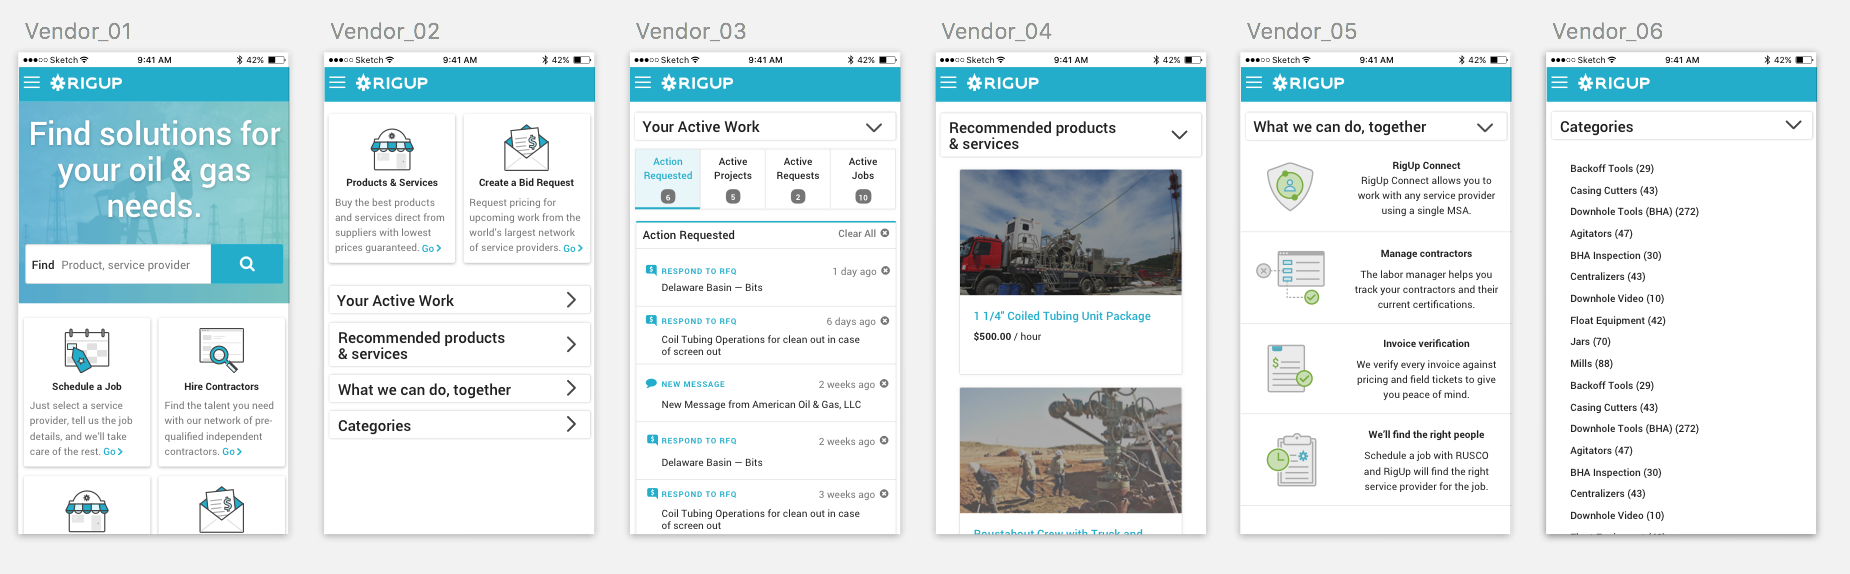 Vendor_01
Sketch
9:41 AM
42%
RIGUP
Find solutions for
your oil & gas
needs.
Find Product, service provider
Schedule a Job
Just select a service
provider, tell us the job
details, and we'll take
care of the rest. Go
Hire Contractors
Find the talent you need
with our network of pre-
qualified independent
contractors. Go
Vendor_02
Sketch
9:41 AM
42%
RIGUP
Products & Services
Buy the best products
and services direct from
suppliers with lowest
prices guaranteed. Go
Create a Bid Request
Request pricing for
upcoming work from the
world's largest network
of service providers. Go
Your Active Work
Recommended products
& services
What we can do, together
Categories
Vendor_03
Sketch
9:41 AM
42%
RIGUP
Your Active Work
Action
Requested
6
Active
Projects
5
Active
Requests
2
Active
Jobs
10
Action Requested
Clear All
RESPOND TO RFQ
1 day ago
Delaware Basin — Bits
RESPOND TO RFQ
6 days ago
Coil Tubing Operations for clean out in case
of screen out
NEW MESSAGE
2 weeks ago
New Message from American Oil & Gas, LLC
RESPOND TO RFQ
2 weeks ago
Delaware Basin — Bits
RESPOND TO RFQ
3 weeks ago
Coil Tubing Operations for clean out in case
of screen out
Vendor_04
Sketch
9:41 AM
42%
RIGUP
Recommended products
& services
1 1/4" Coiled Tubing Unit Package
$500.00 / hour
Roustabout Crew with Truck and
Vendor_05
Sketch
9:41 AM
42%
RIGUP
What we can do, together
RigUp Connect
RigUp Connect allows you to
work with any service provider
using a single MSA.
Manage contractors
The labor manager helps you
track your contractors and their
current certifications.
Invoice verification
We verify every invoice against
pricing and field tickets to give
you peace of mind.
We'll find the right people
Schedule a job with RUSCO
and RigUp will find the right
service provider for the job.
Vendor_06
Sketch
9:41 AM
42%
RIGUP
Categories
Backoff Tools (29)
Casing Cutters (43)
Downhole Tools (BHA) (272)
Agitators (47)
BHA Inspection (30)
Centralizers (43)
Downhole Video (10)
Float Equipment (42)
Jars (70)
Mills (88)
Backoff Tools (29)
Casing Cutters (43)
Downhole Tools (BHA) (272)
Agitators (47)
BHA Inspection (30)
Centralizers (43)
Downhole Video (10)